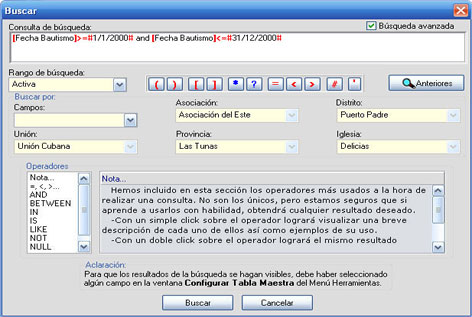 Buscar
Consulta de búsqueda:
Búsqueda avanzada
[Fecha Bautismo]>=#1/1/2000# and [Fecha Bautismo]<=#31/12/2000#
Rango de búsqueda:
Activa
( ) [ ] * ? = < > # '
Anteriores
Buscar por:
Campos:
Asociación:
Asociación del Este
Distrito:
Puerto Padre
Unión:
Unión Cubana
Provincia:
Las Tunas
Iglesia:
Delicias
Operadores
Nota...
=, <, >...
AND
BETWEEN
IN
IS
LIKE
NOT
NULL
Nota...
Hemos incluido en esta sección los operadores más usados a la hora de
realizar una consulta. No son los únicos, pero estamos seguros que si
aprende a usarlos con habilidad, obtendrá cualquier resultado deseado.
-Con un simple click sobre el operador logrará visualizar una breve
descripción de cada uno de ellos así como ejemplos de su uso.
-Con un doble click sobre el operador logrará el mismo resultado
Aclaración:
Para que los resultados de la búsqueda se hagan visibles, debe haber seleccionado
algún campo en la ventana Configurar Tabla Maestra del Menú Herramientas.
Buscar
Cancelar